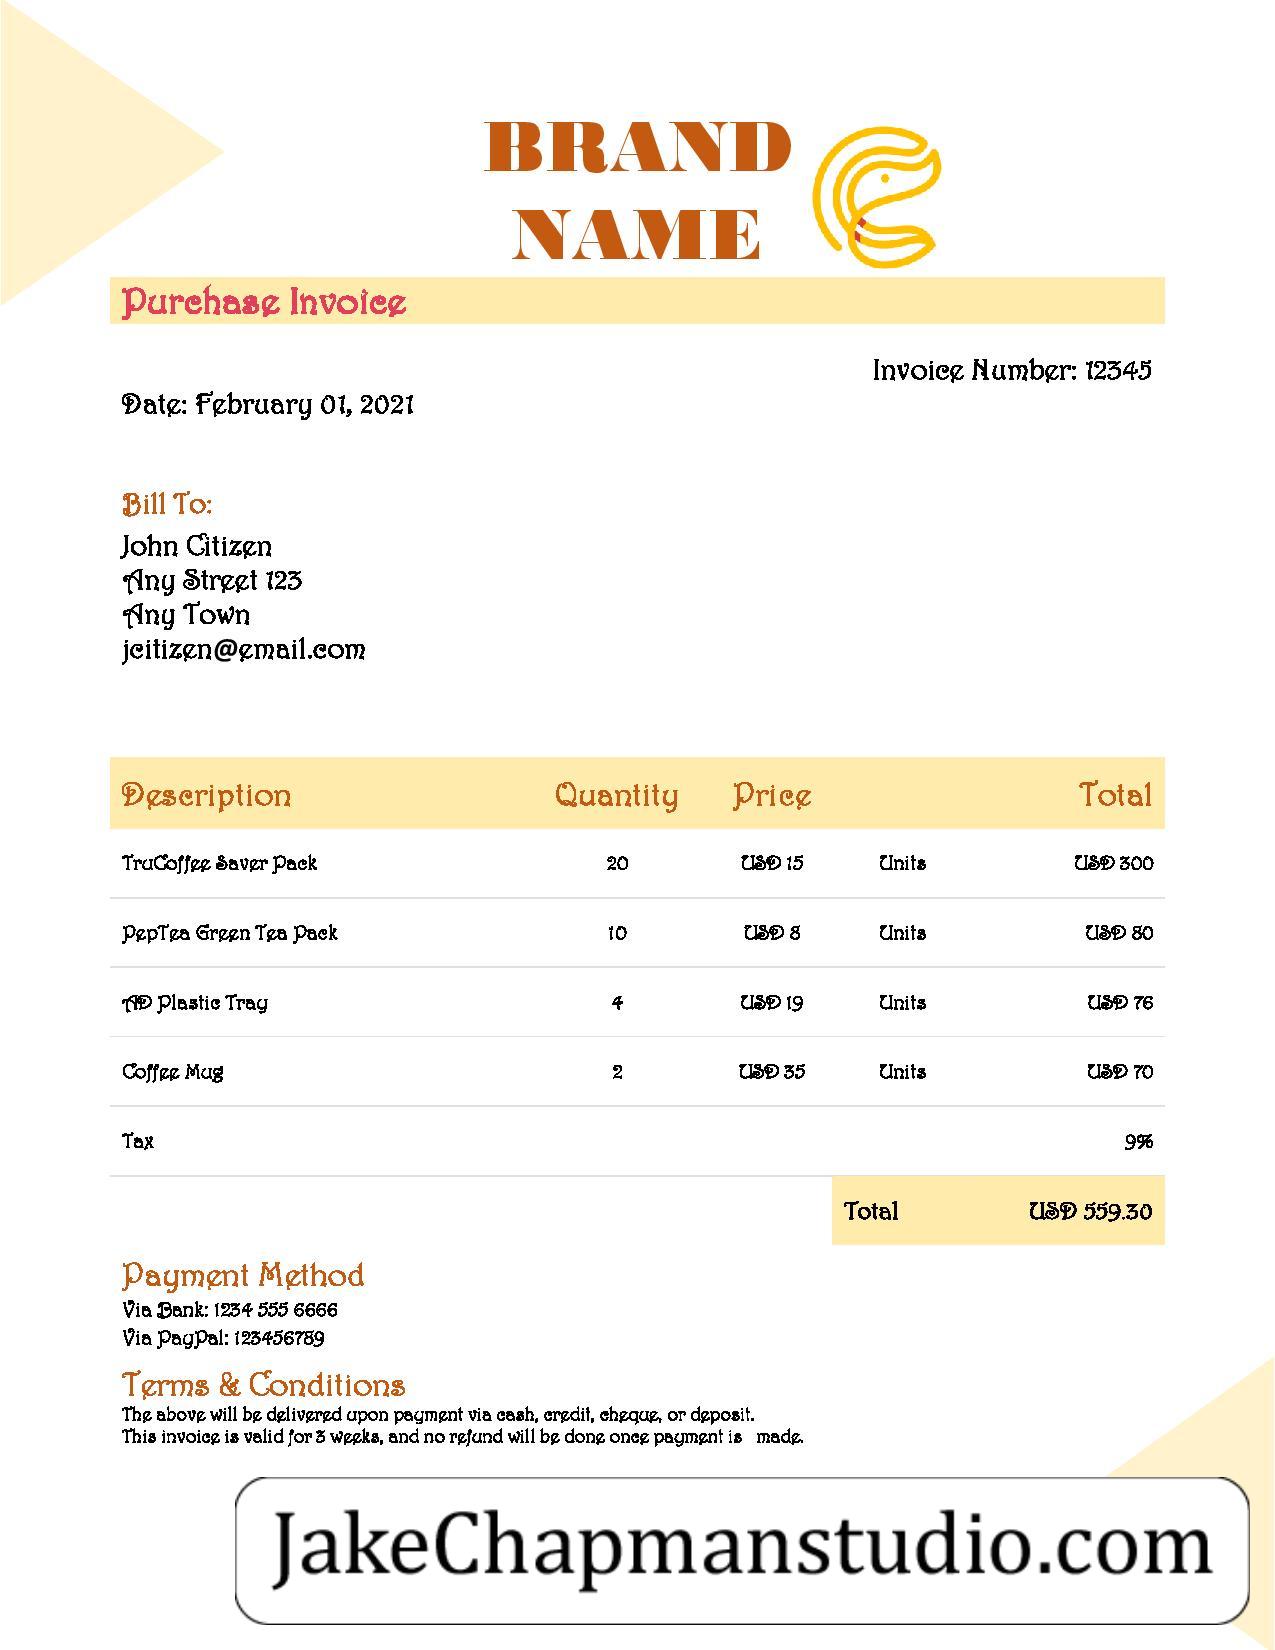 BRAND
NAME
Purchase Invoice
Invoice Number: 12345
Date: February 01, 2021
Bill To:
John Citizen
Any Street 123
Any Town
jcitizen@email.com
Description Quantity Price Total
TruCoffee Saver Pack 20 USD 15 Units USD 300
PepTea Green Tea Pack 10 USD 8 Units USD 80
AD Plastic Tray 4 USD 19 Units USD 76
Coffee Mug 2 USD 35 Units USD 70
Tax 9%
Total USD 559.30
Payment Method
Via Bank: 1234 555 6666
Via PayPal: 123456789
Terms & Conditions
The above will be delivered upon payment via cash, credit, cheque, or deposit.
This invoice is valid for 3 weeks, and no refund will be done once payment is made.
JakeChapmanstudio.com